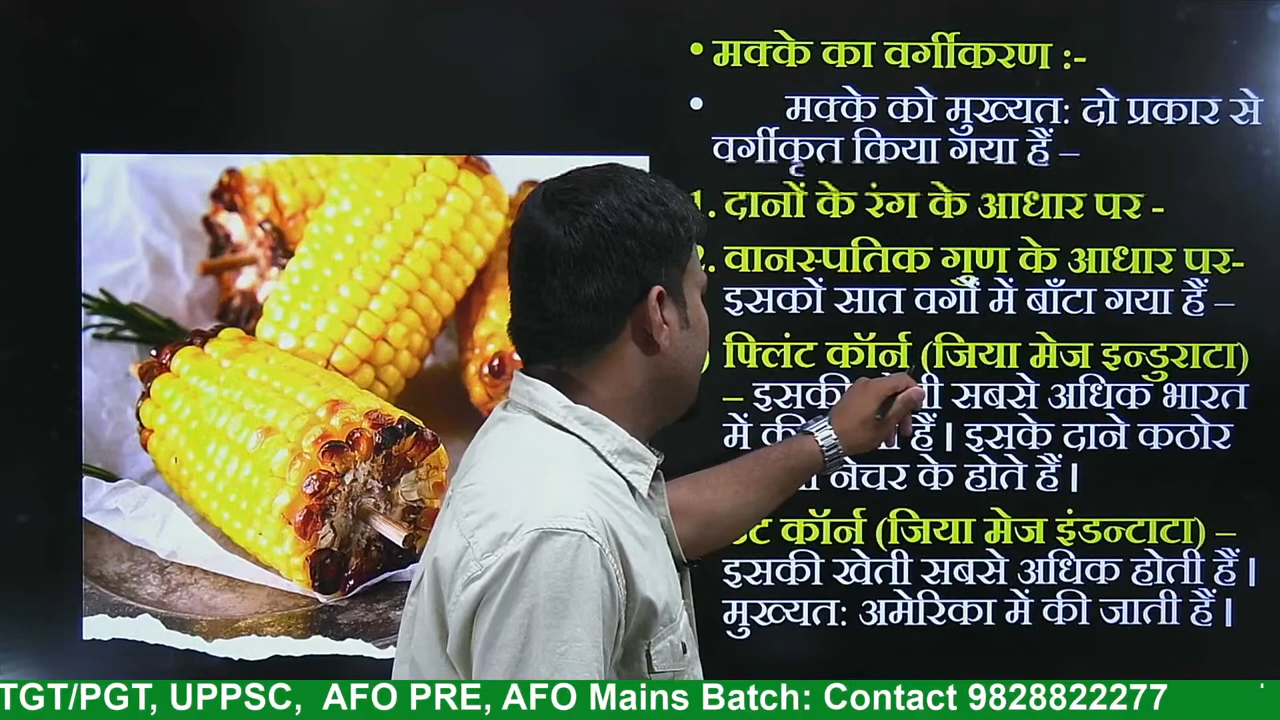 • मक्के का वर्गीकरण :-
• मक्के को मुख्यत: दो प्रकार से
वर्गीकृत किया गया हैं –
1. दानों के रंग के आधार पर -
2. वानस्पतिक गुण के आधार पर-
इसकों सात वर्गों में बाँटा गया हैं –
फ्लिंट कॉर्न (जिया मेज इन्डुराटा)
– सबसे अधिक भारत
में हैं। इसके दाने कठोर
नेचर के होते हैं।
कॉर्न (जिया मेज इंडन्टाटा) –
इसकी खेती सबसे अधिक होती हैं।
मुख्यत: अमेरिका में की जाती हैं।
TGT/PGT, UPPSC, AFO PRE, AFO Mains Batch: Contact 9828822277